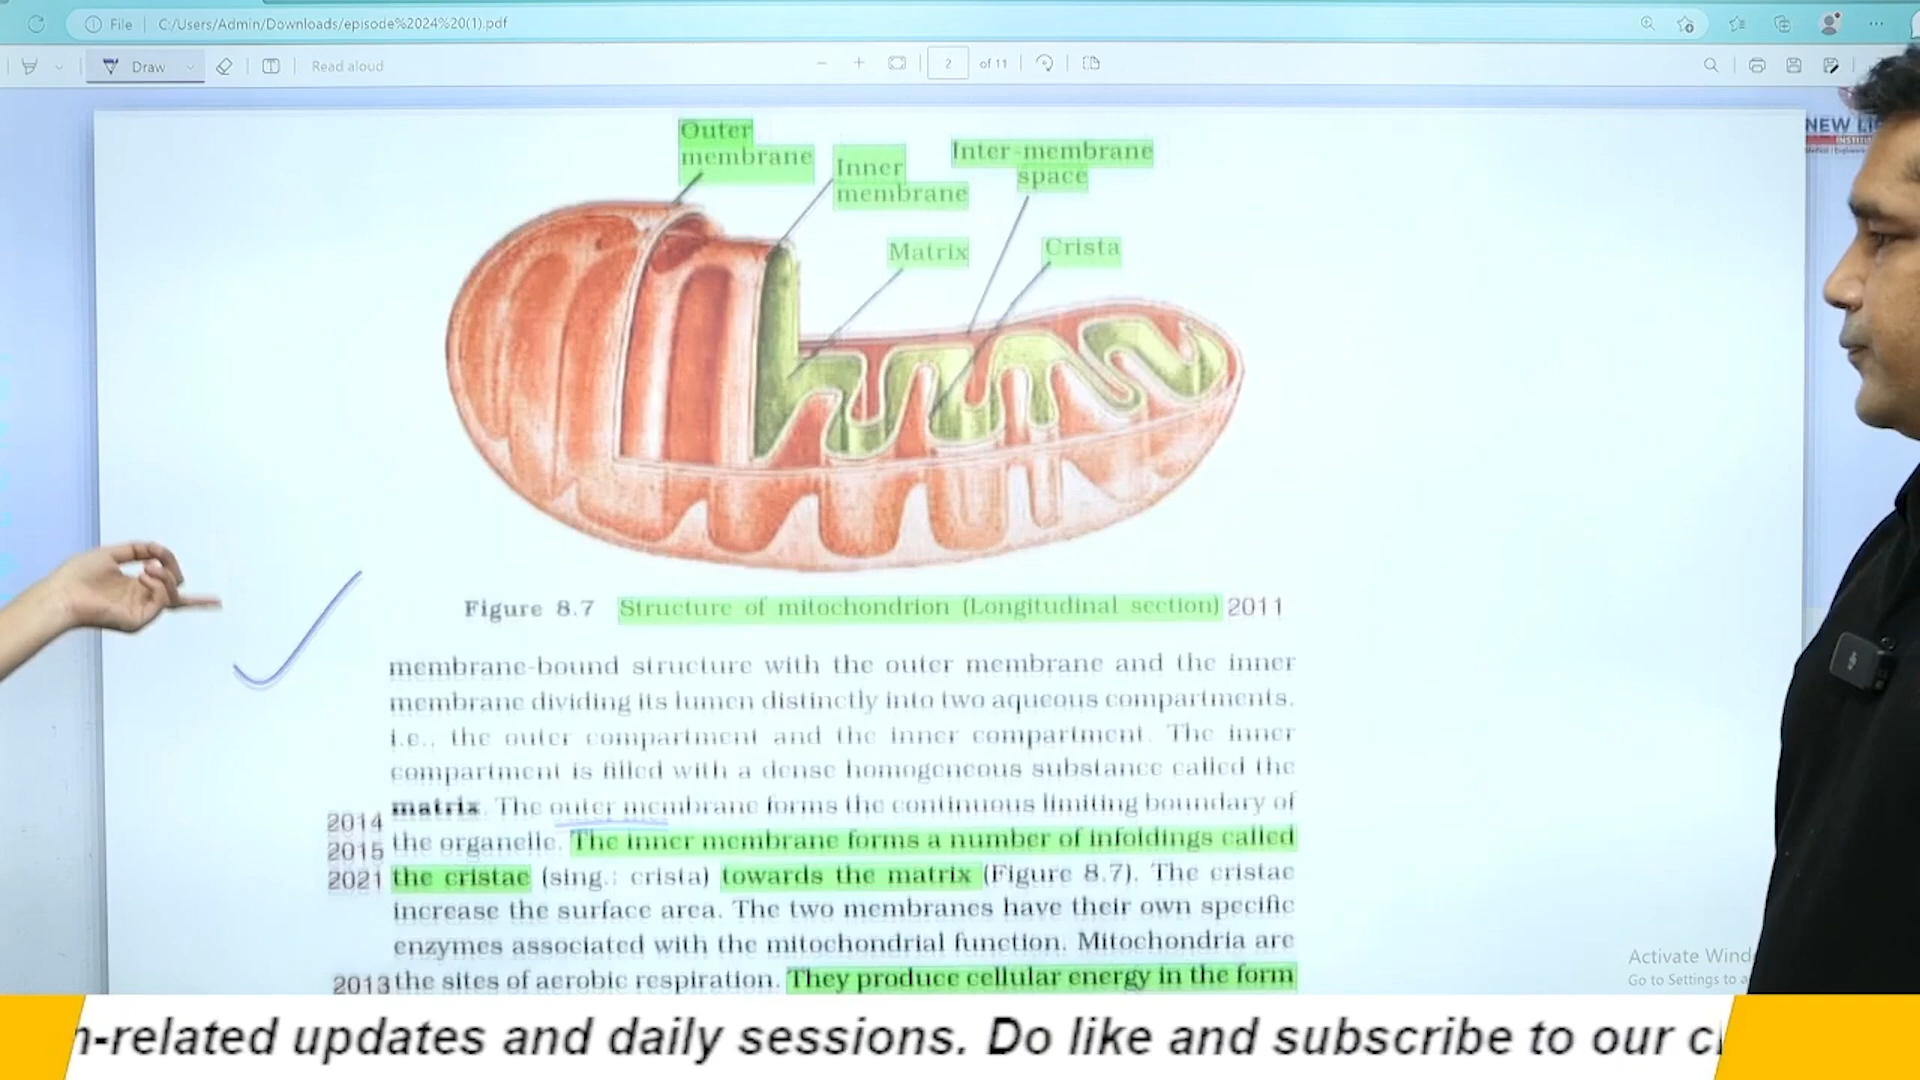 File C:/Users/Admin/Downloads/episode%2024%20(1).pdf
Draw Read aloud 2 of 11
NEW LI
Outer
membrane
Inner
membrane
Inter-membrane
space
Matrix
Crista
Figure 8.7 Structure of mitochondrion (Longitudinal section) 2011
membrane-bound structure with the outer membrane and the inner
membrane dividing its lumen distinctly into two aqueous compartments,
i.e., the outer compartment and the inner compartment. The inner
compartment is filled with a dense homogeneous substance called the
matrix. The outer membrane forms the continuous limiting boundary of
2014
the organelle. The inner membrane forms a number of infoldings called
2015
2021 the cristae (sing.: crista) towards the matrix (Figure 8.7). The cristae
increase the surface area. The two membranes have their own specific
enzymes associated with the mitochondrial function. Mitochondria are
2013 the sites of aerobic respiration. They produce cellular energy in the form
Activate Wind
Go to Settings to a
n-related updates and daily sessions. Do like and subscribe to our c